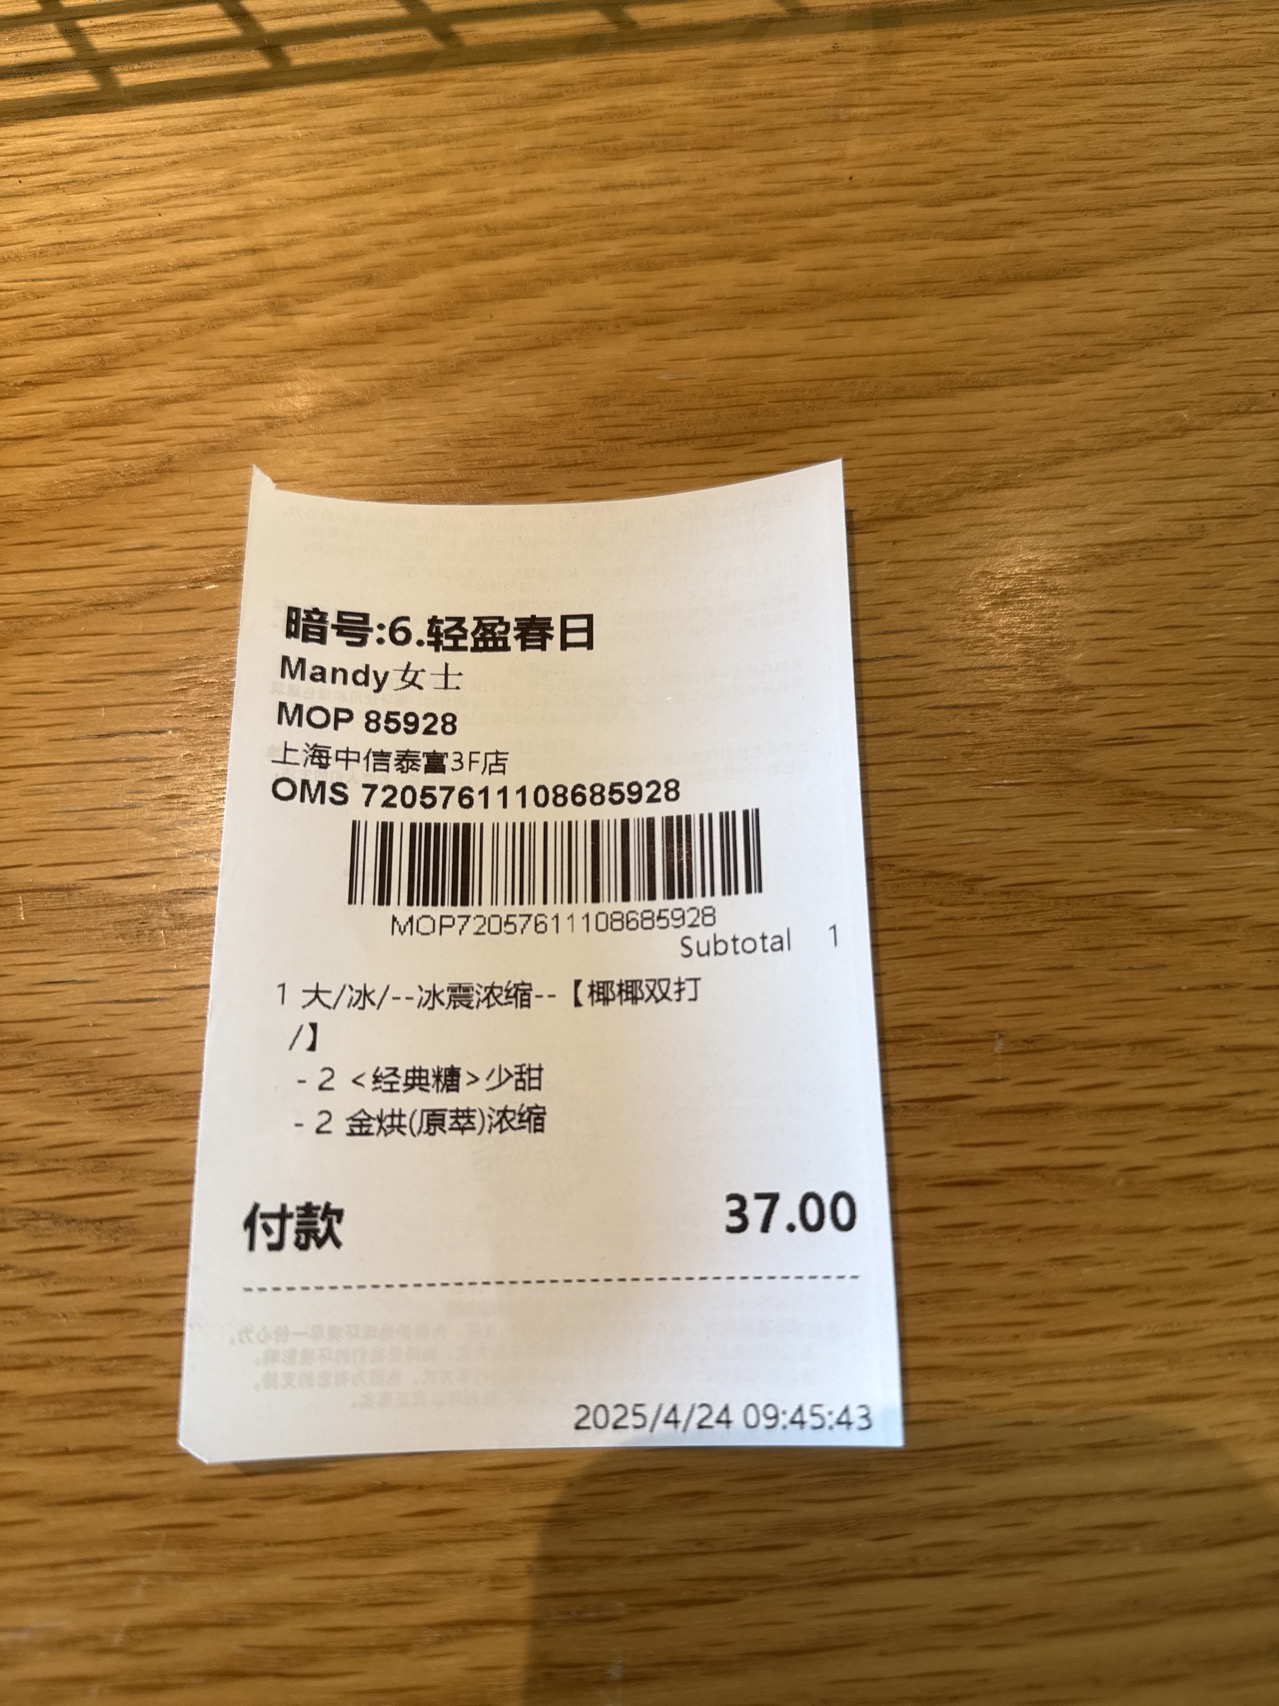 暗号:6.轻盈春日
Mandy女士
MOP 85928
上海中信泰富3F店
OMS 72057611108685928
MOP72057611108685928
Subtotal 1
1 大/冰/--冰震浓缩--【椰椰双打
/】
- 2 <经典糖>少甜
- 2 金烘(原萃)浓缩
付款 37.00
2025/4/24 09:45:43